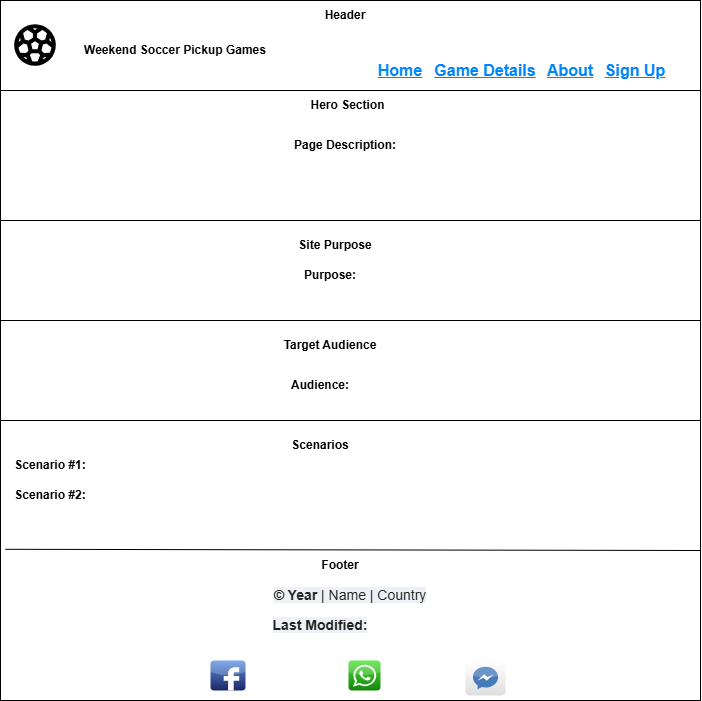 Header
Weekend Soccer Pickup Games
Home Game Details About Sign Up
Hero Section
Page Description:
Site Purpose
Purpose:
Target Audience
Audience:
Scenarios
Scenario #1:
Scenario #2:
Footer
© Year | Name | Country
Last Modified: